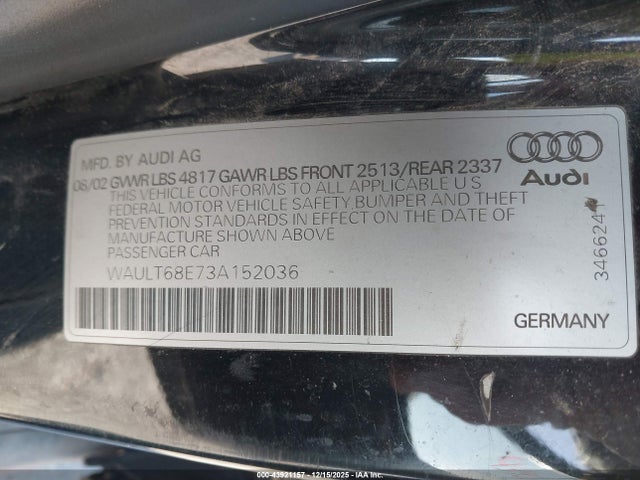 MFD. BY AUDI AG
08/02 GVWR LBS 4817 GAWR LBS FRONT 2513/REAR 2337
THIS VEHICLE CONFORMS TO ALL APPLICABLE U S
FEDERAL MOTOR VEHICLE SAFETY BUMPER AND THEFT
PREVENTION STANDARDS IN EFFECT ON THE DATE OF
MANUFACTURE SHOWN ABOVE
PASSENGER CAR
WAULT68E73A152036
Audi
3466241
GERMANY
000-43921157 - 12/15/2025 - IAA Inc.